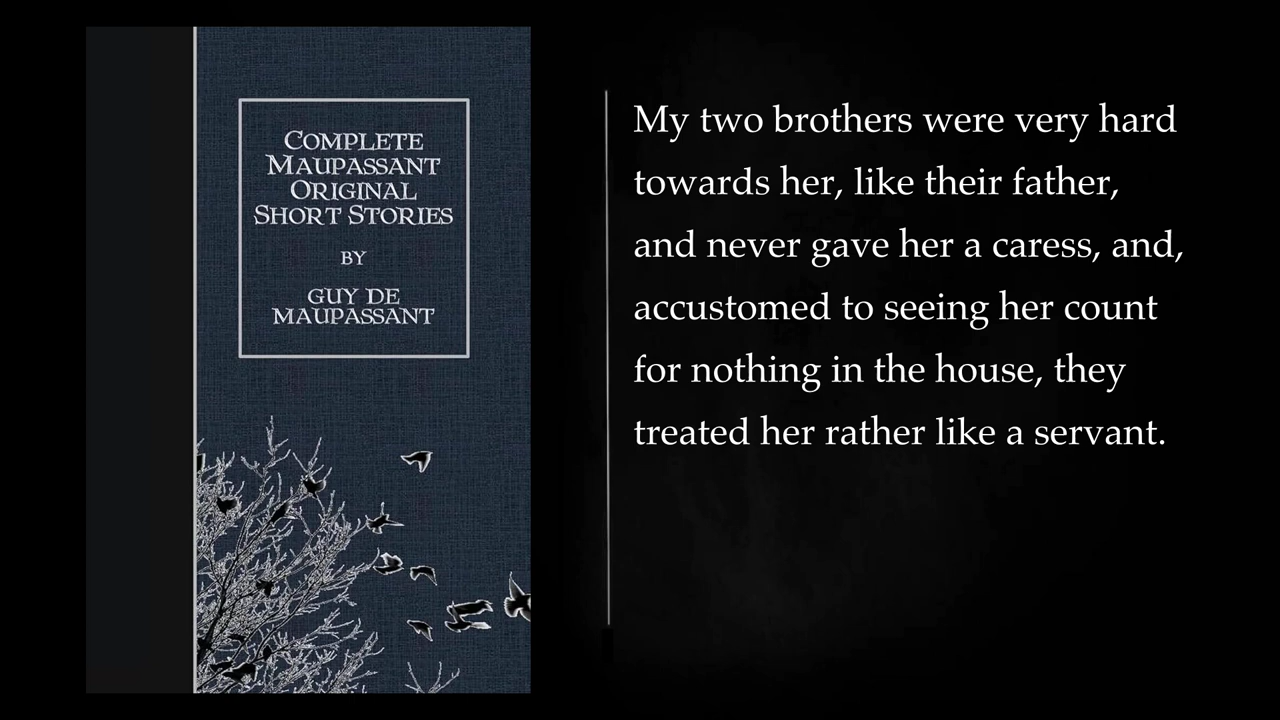 COMPLETE
MAUPASSANT
ORIGINAL
SHORT STORIES
BY
GUY DE
MAUPASSANT
My two brothers were very hard
towards her, like their father,
and never gave her a caress, and,
accustomed to seeing her count
for nothing in the house, they
treated her rather like a servant.